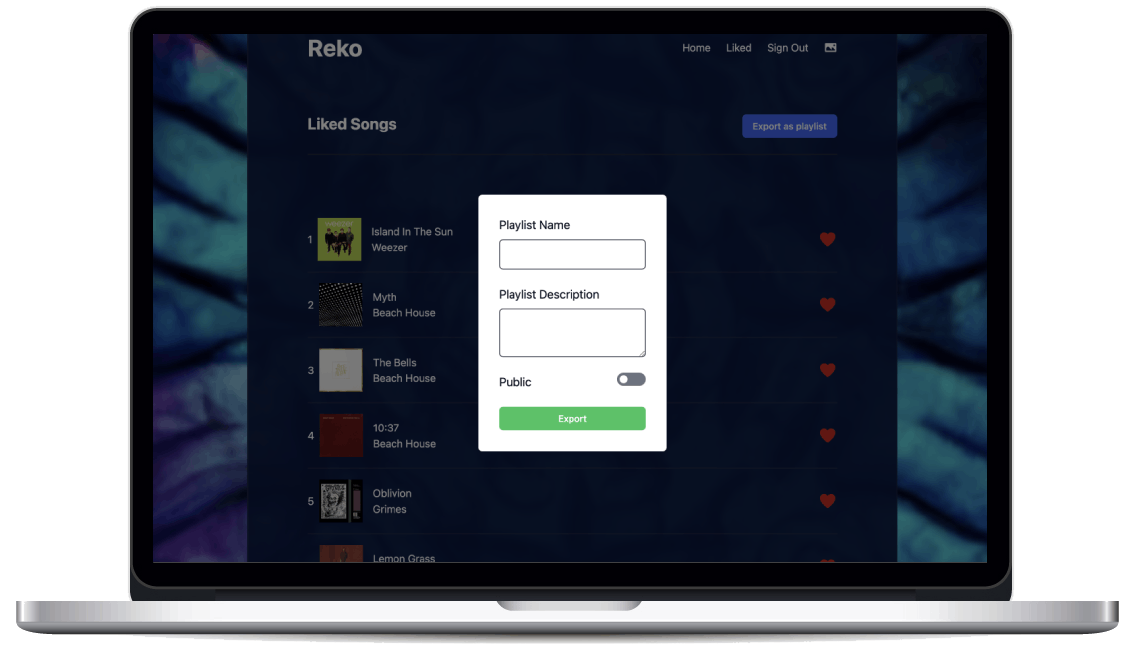 Reko
Home Liked Sign Out
Liked Songs
Export as playlist
Playlist Name
1
Island In The Sun
Weezer
Playlist Description
2
Myth
Beach House
3
The Bells
Beach House
Public
Export
4
10:37
Beach House
5
Oblivion
Grimes
Lemon Grass